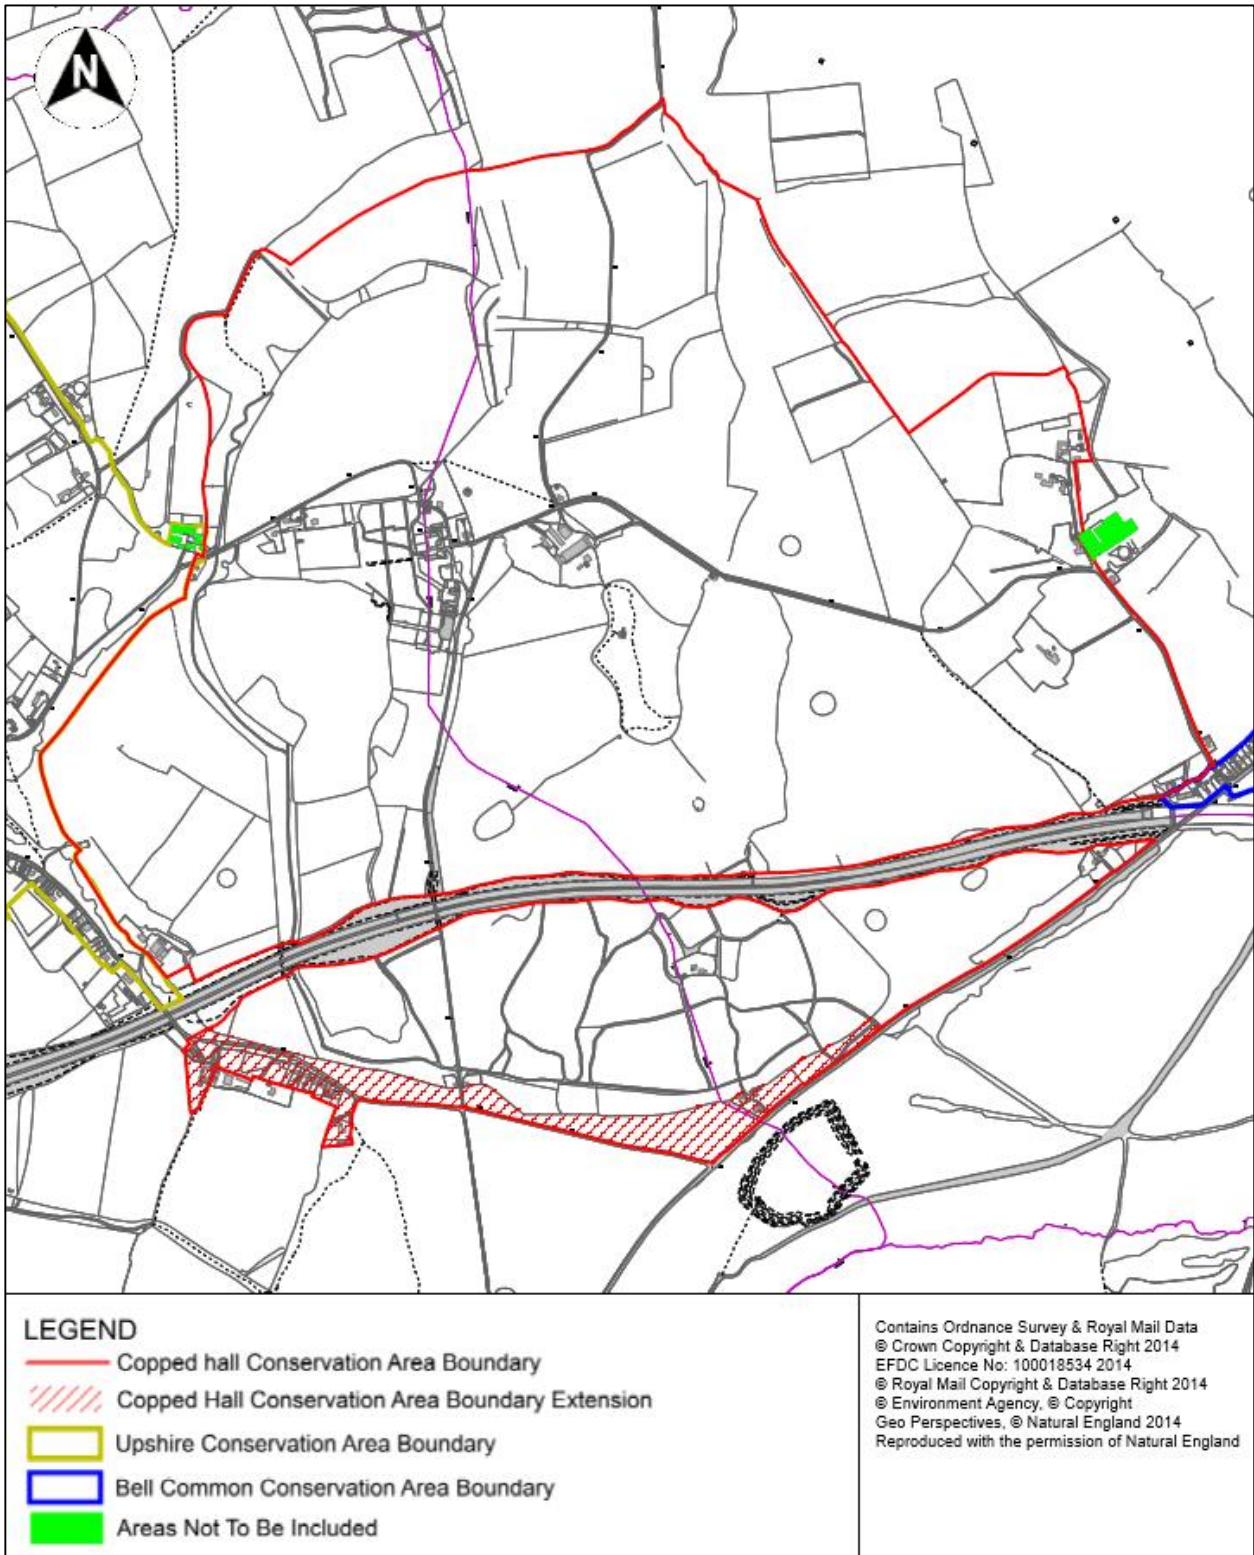 N
LEGEND
Copped hall Conservation Area Boundary
Copped Hall Conservation Area Boundary Extension
Upshire Conservation Area Boundary
Bell Common Conservation Area Boundary
Areas Not To Be Included
Contains Ordnance Survey & Royal Mail Data
© Crown Copyright & Database Right 2014
EFDC Licence No: 100018534 2014
© Royal Mail Copyright & Database Right 2014
© Environment Agency, © Copyright
Geo Perspectives, © Natural England 2014
Reproduced with the permission of Natural England